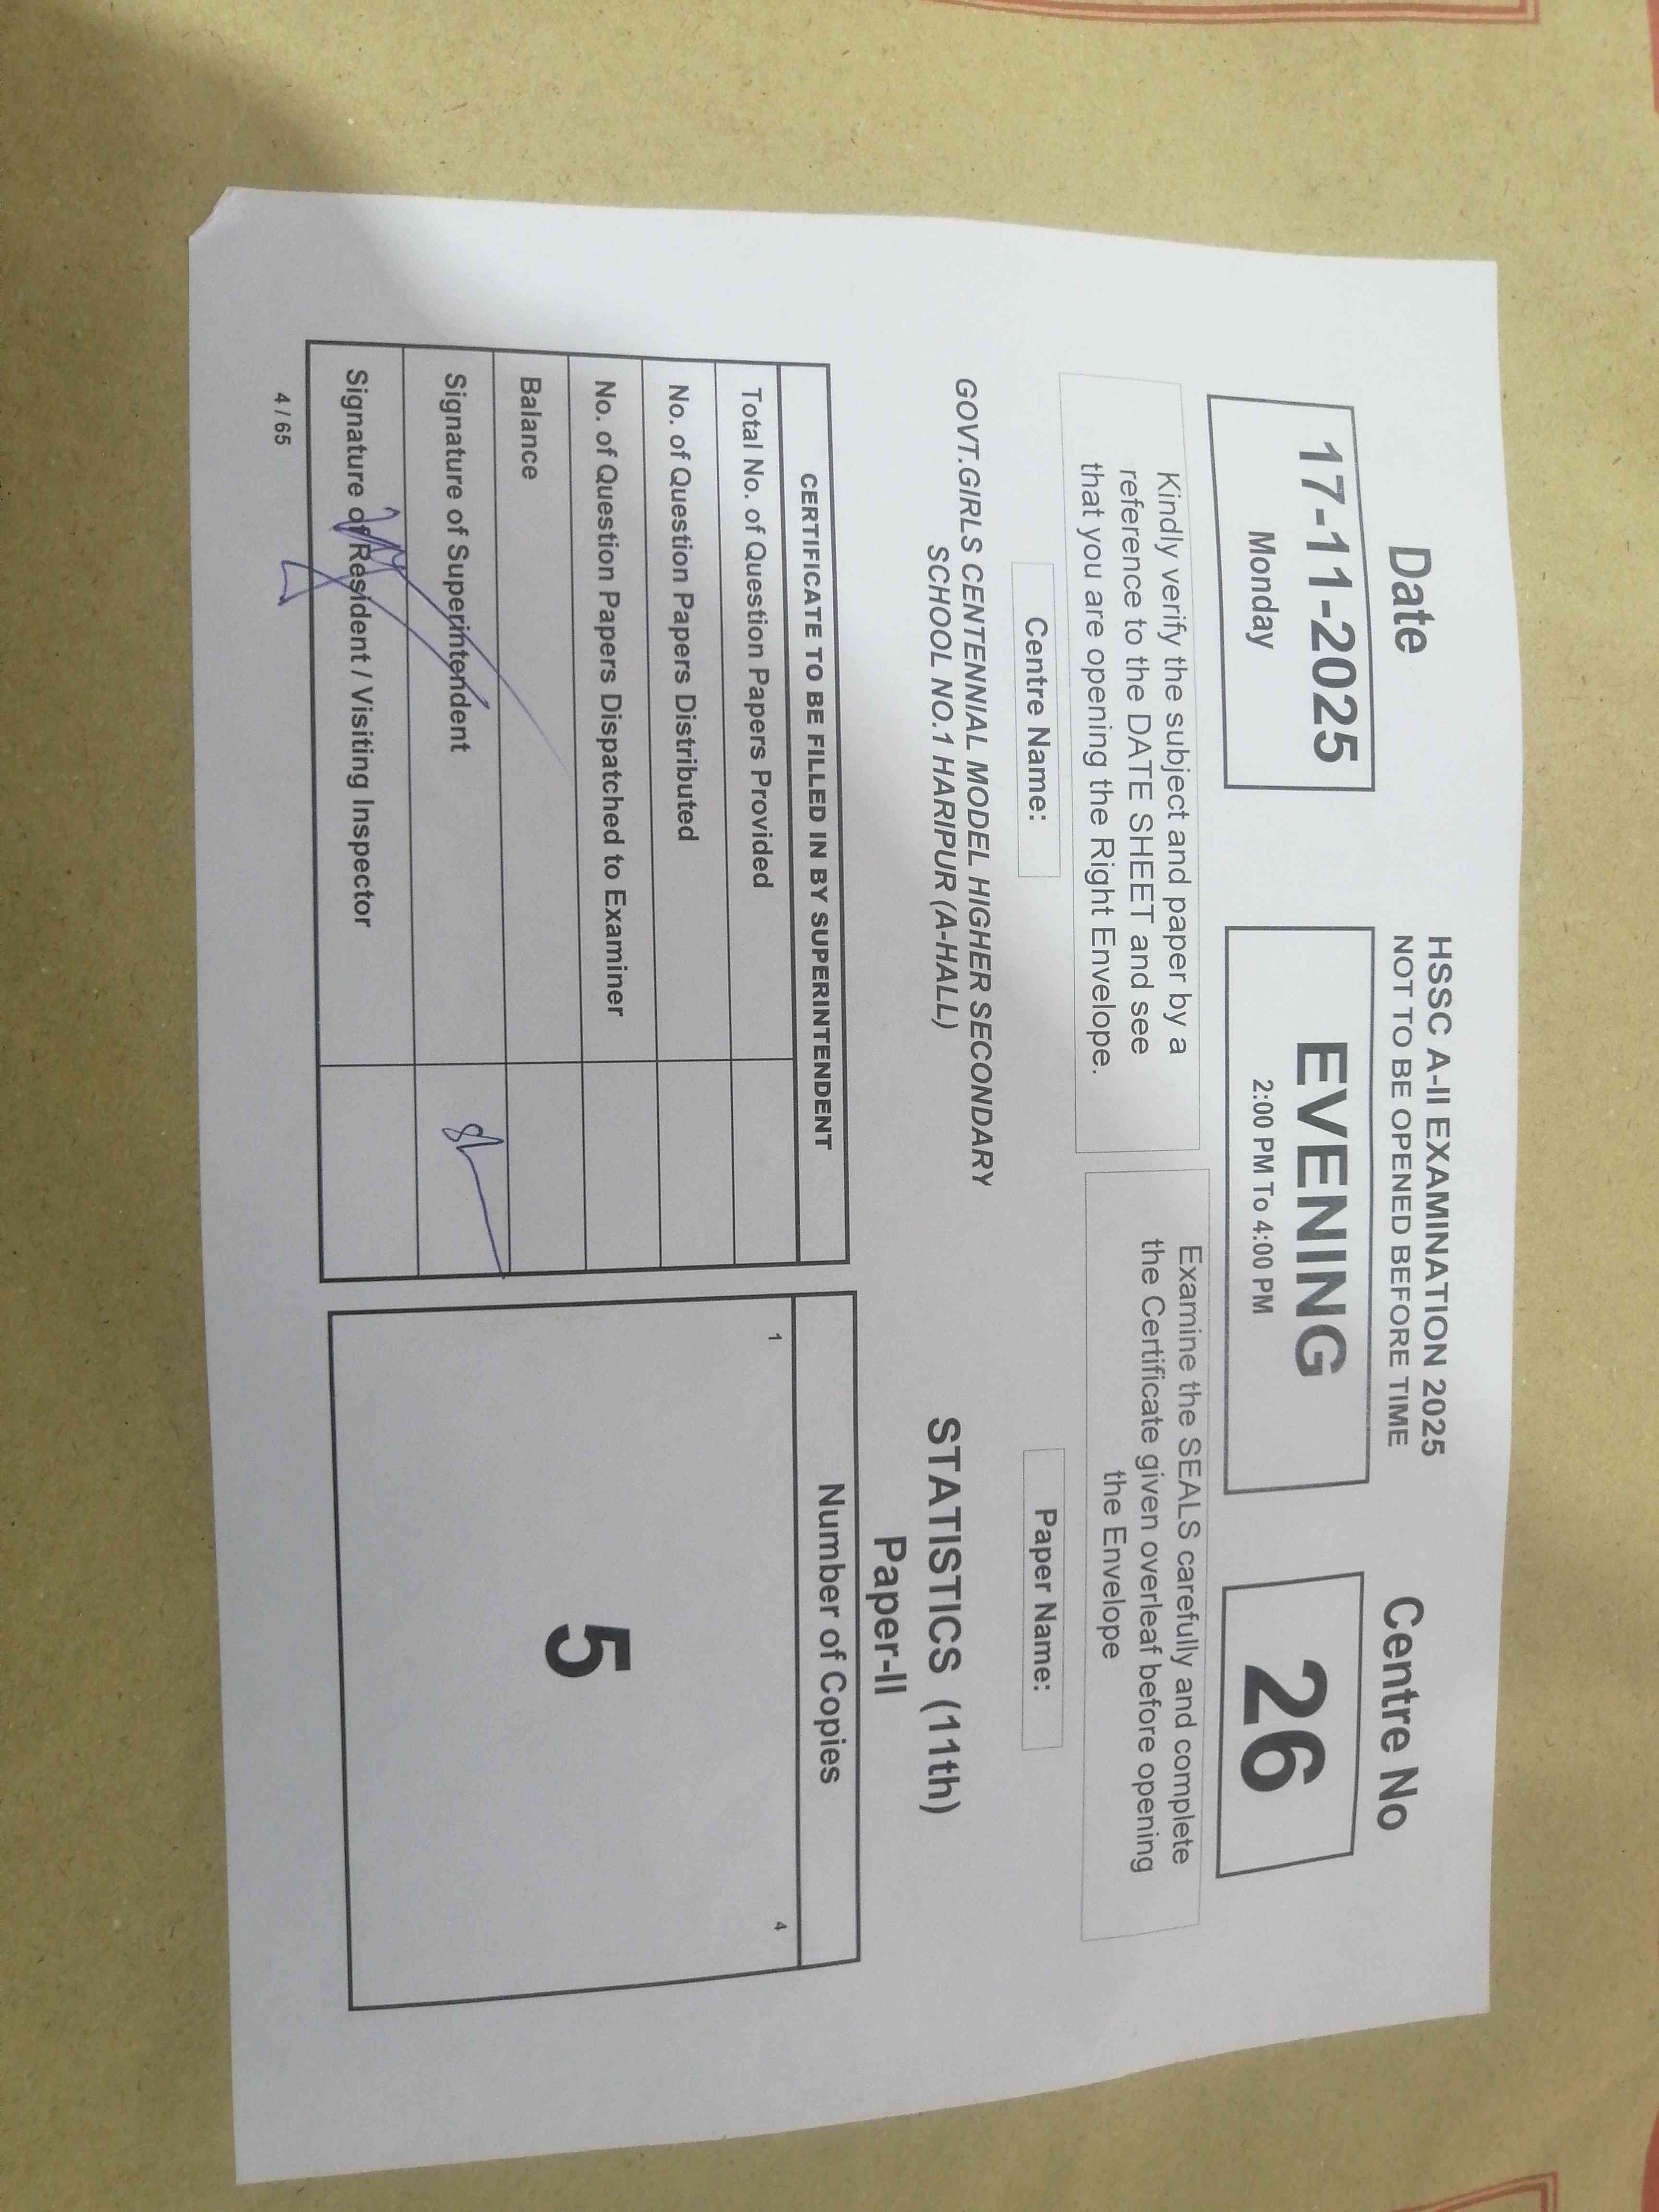 Date
HSSC A-II EXAMINATION 2025
NOT TO BE OPENED BEFORE TIME
Centre No
17-11-2025
Monday
EVENING
2:00 PM To 4:00 PM
26
Kindly verify the subject and paper by a
reference to the DATE SHEET and see
that you are opening the Right Envelope.
Examine the SEALS carefully and complete
the Certificate given overleaf before opening
the Envelope
Centre Name:
Paper Name:
GOVT.GIRLS CENTENNIAL MODEL HIGHER SECONDARY
SCHOOL NO.1 HARIPUR (A-HALL)
STATISTICS (11th)
Paper-II
CERTIFICATE TO BE FILLED IN BY SUPERINTENDENT
Total No. of Question Papers Provided
No. of Question Papers Distributed
No. of Question Papers Dispatched to Examiner
Balance
Signature of Superintendent
Signature of Resident / Visiting Inspector
Number of Copies
1 4
5
4 / 65